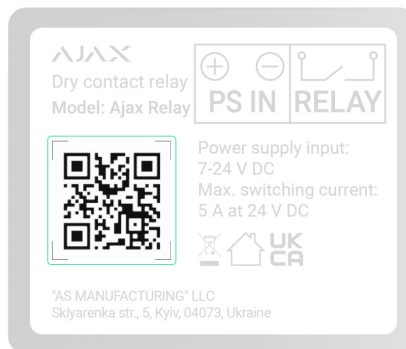 AJAX
Dry contact relay
Model: Ajax Relay
PS IN
RELAY
Power supply input:
7-24 V DC
Max. switching current:
5 A at 24 V DC
UK
CA
"AS MANUFACTURING" LLC
Sklyarenka str., 5, Kyiv, 04073, Ukraine